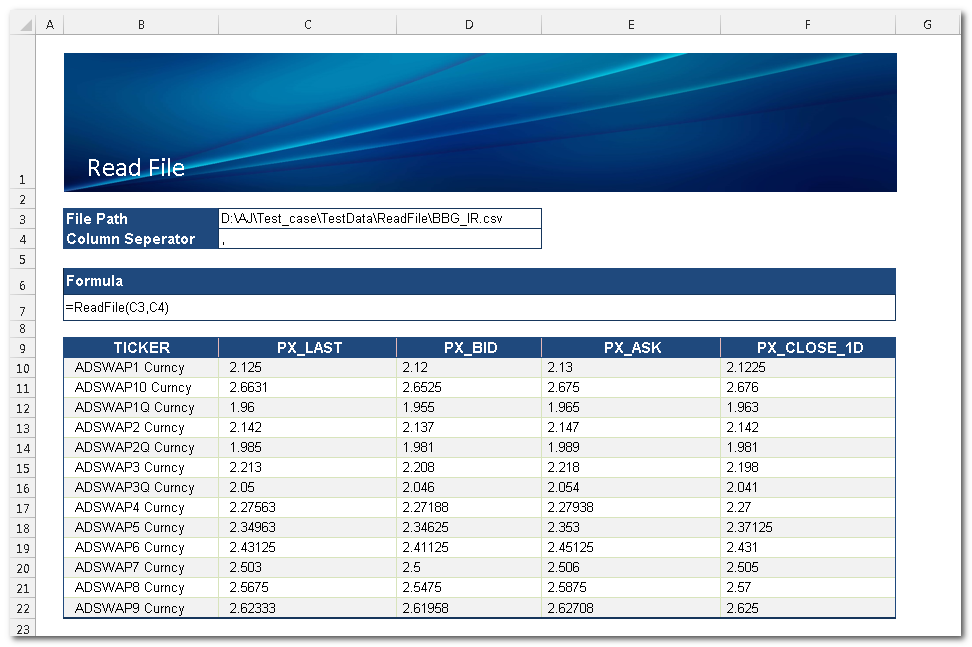 A B C D E F G
1 Read File
2
3 File Path D:\AJ\Test_case\TestData\ReadFile\BBG_IR.csv
4 Column Seperator ,
5
6 Formula
7 =ReadFile(C3,C4)
8
9 TICKER PX_LAST PX_BID PX_ASK PX_CLOSE_1D
10 ADSWAP1 Curncy 2.125 2.12 2.13 2.1225
11 ADSWAP10 Curncy 2.6631 2.6525 2.675 2.676
12 ADSWAP1Q Curncy 1.96 1.955 1.965 1.963
13 ADSWAP2 Curncy 2.142 2.137 2.147 2.142
14 ADSWAP2Q Curncy 1.985 1.981 1.989 1.981
15 ADSWAP3 Curncy 2.213 2.208 2.218 2.198
16 ADSWAP3Q Curncy 2.05 2.046 2.054 2.041
17 ADSWAP4 Curncy 2.27563 2.27188 2.27938 2.27
18 ADSWAP5 Curncy 2.34963 2.34625 2.353 2.37125
19 ADSWAP6 Curncy 2.43125 2.41125 2.45125 2.431
20 ADSWAP7 Curncy 2.503 2.5 2.506 2.505
21 ADSWAP8 Curncy 2.5675 2.5475 2.5875 2.57
22 ADSWAP9 Curncy 2.62333 2.61958 2.62708 2.625
23